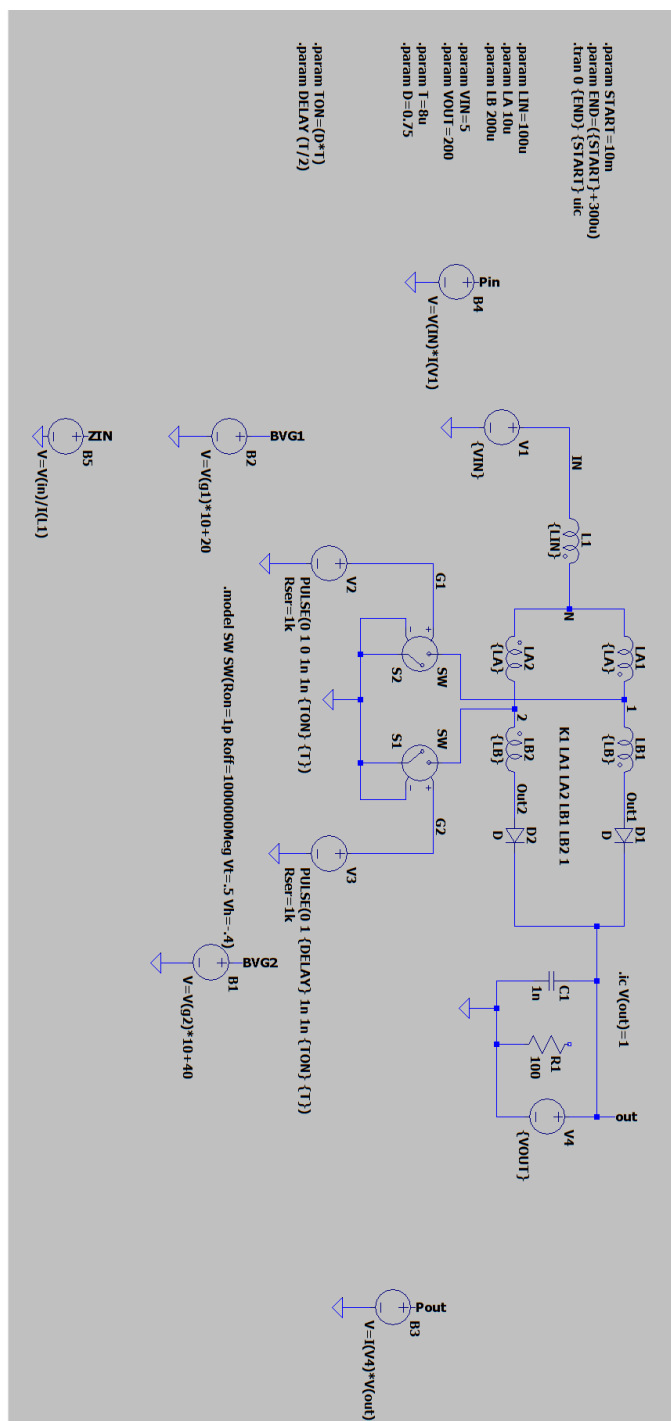 .param START=10m
.param END=({START}+300u)
.tran 0 {END} {START} uic
.param LIN=100u
.param LA 10u
.param LB 200u
.param VIN=5
.param VOUT=200
.param T=8u
.param D=0.75
.param TON=(D*T)
.param DELAY (T/2)
Pin
B4
V=V(IN)*I(V1)
V1
{VIN}
IN
L1
{LIN}
N
LA1
{LA}
1
LB1
{LB}
Out1
D1
D
LA2
{LA}
2
LB2
{LB}
Out2
D2
D
K1 LA1 LA2 LB1 LB2 1
.ic V(out)=1
C1
1n
R1
100
out
V4
{VOUT}
Pout
B3
V=I(V4)*V(out)
G1
V2
PULSE(0 1 0 1n 1n {TON} {T})
Rser=1k
SW
S2
SW
S1
G2
V3
PULSE(0 1 {DELAY} 1n 1n {TON} {T})
Rser=1k
.model SW SW(Ron=1p Roff=1000000Meg Vt=.5 Vh=-.4)
BVG1
B2
V=V(g1)*10+20
BVG2
B1
V=V(g2)*10+40
ZIN
B5
V=V(in)/I(L1)